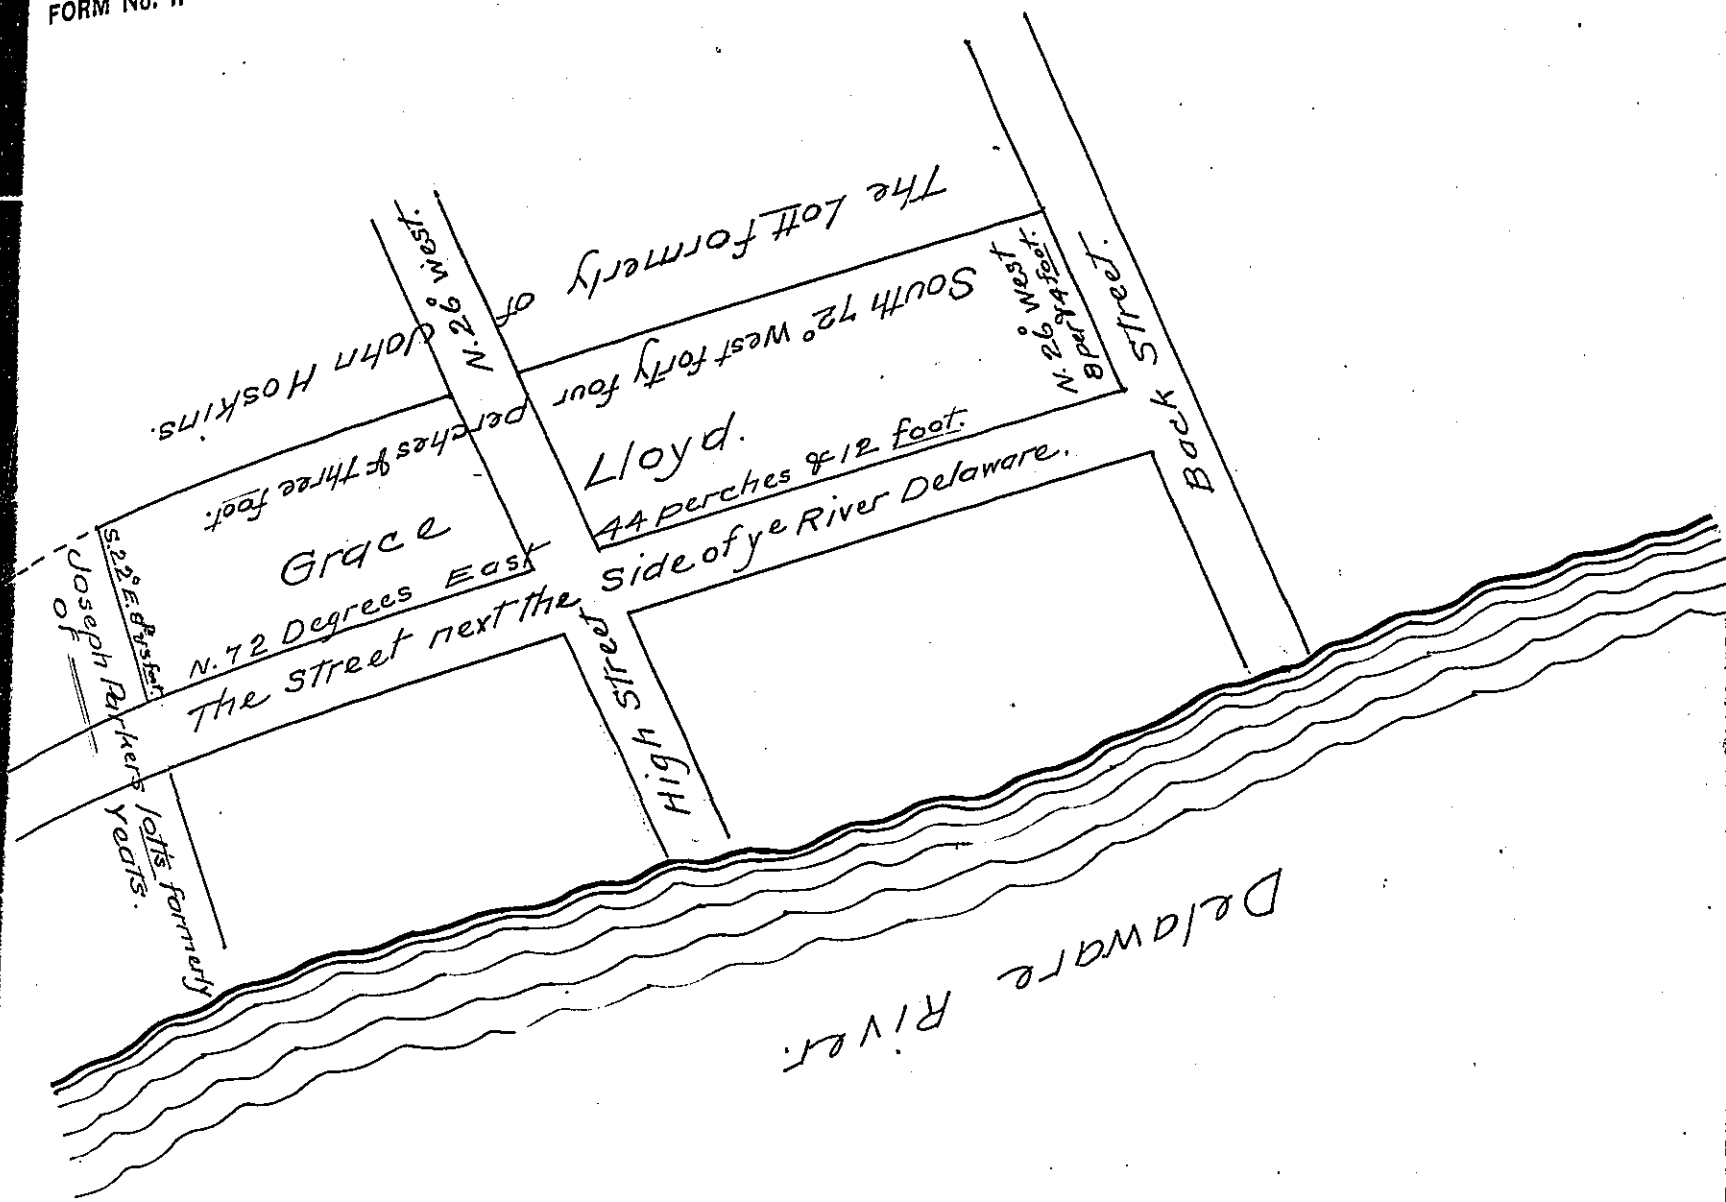 FORM No. 11
The Lott Formerly of John Hoskins.
N. 26° West.
South 72° West forty four perches & three foot.
N. 26° West
8 per 9/4 foot.
Back Street.
Lloyd.
Grace
44 perches & 12 foot.
N. 72 Degrees East
The Street next the Side of ye River Delaware.
High Street
Joseph Parkers lotts formerly
OF Yeats.
Delaware River.